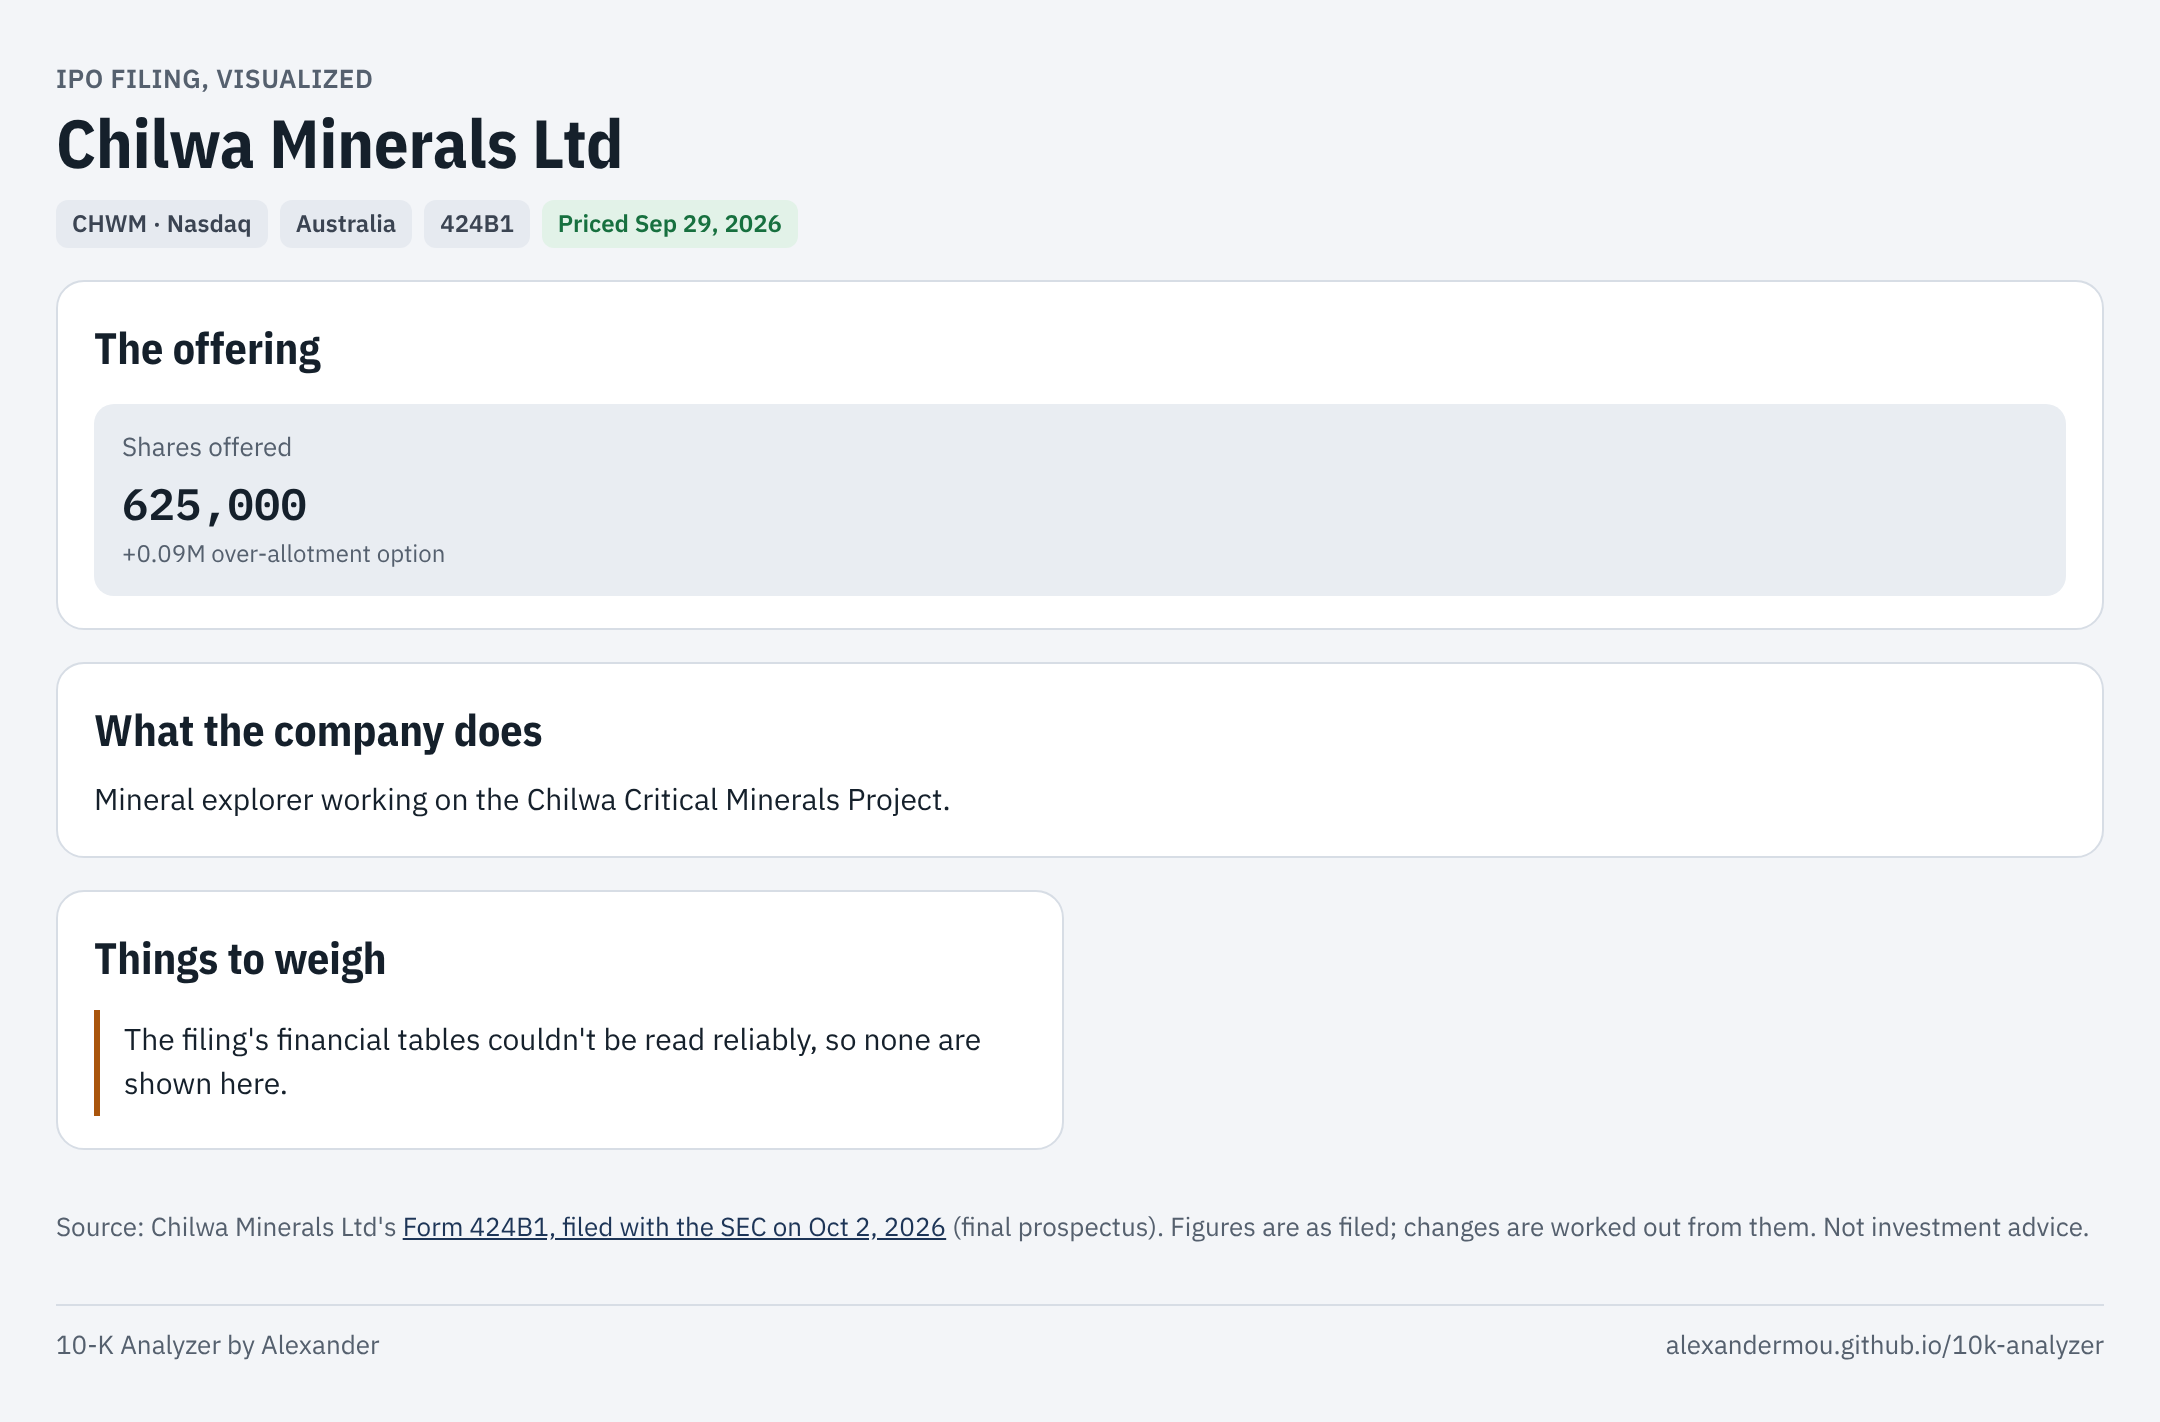 IPO FILING, VISUALIZED
Chilwa Minerals Ltd
CHWM · Nasdaq Australia 424B1 Priced Sep 29, 2026
The offering
Shares offered
625,000
+0.09M over-allotment option
What the company does
Mineral explorer working on the Chilwa Critical Minerals Project.
Things to weigh
The filing's financial tables couldn't be read reliably, so none are
shown here.
Source: Chilwa Minerals Ltd's Form 424B1, filed with the SEC on Oct 2, 2026 (final prospectus). Figures are as filed; changes are worked out from them. Not investment advice.
10-K Analyzer by Alexander
alexandermou.github.io/10k-analyzer